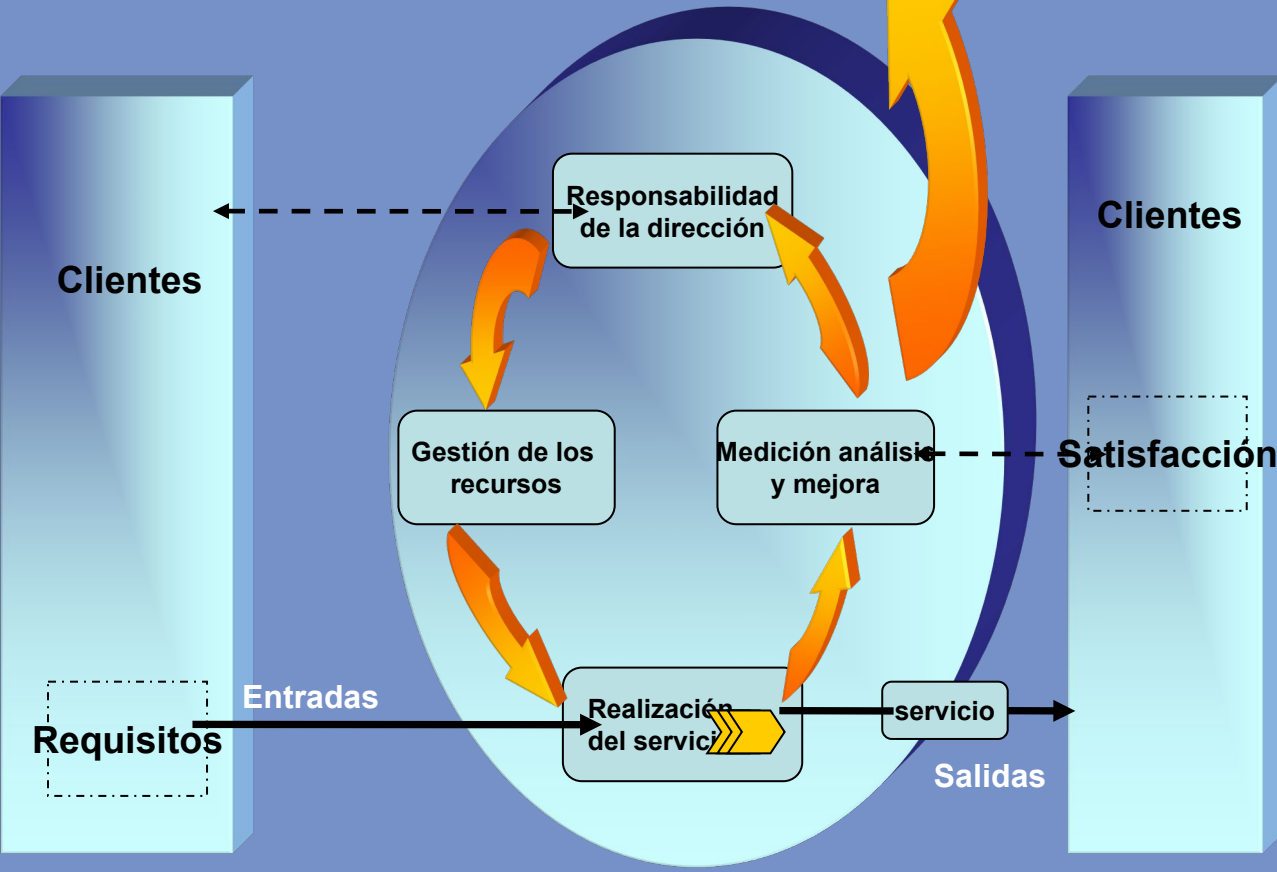 Responsabilidad
de la dirección
Clientes
Clientes
Gestión de los
recursos
Medición análisis
y mejora
Satisfacción
Entradas
Requisitos
Realización
del servici
servicio
Salidas